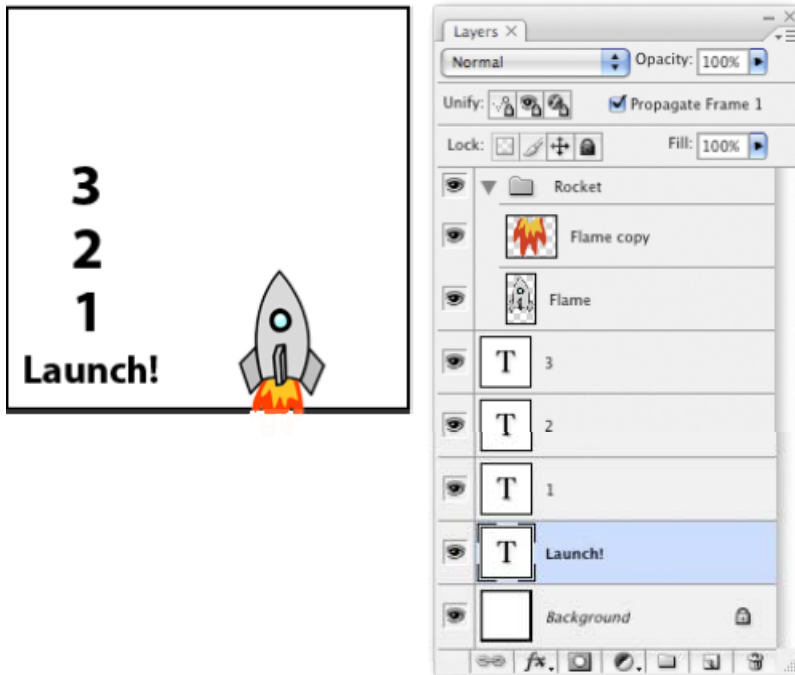 3
2
1
Launch!
Layers
Normal
Opacity: 100%
Unify:
Propagate Frame 1
Lock:
Fill: 100%
Rocket
Flame copy
Flame
T 3
T 2
T 1
T Launch!
Background
fx.